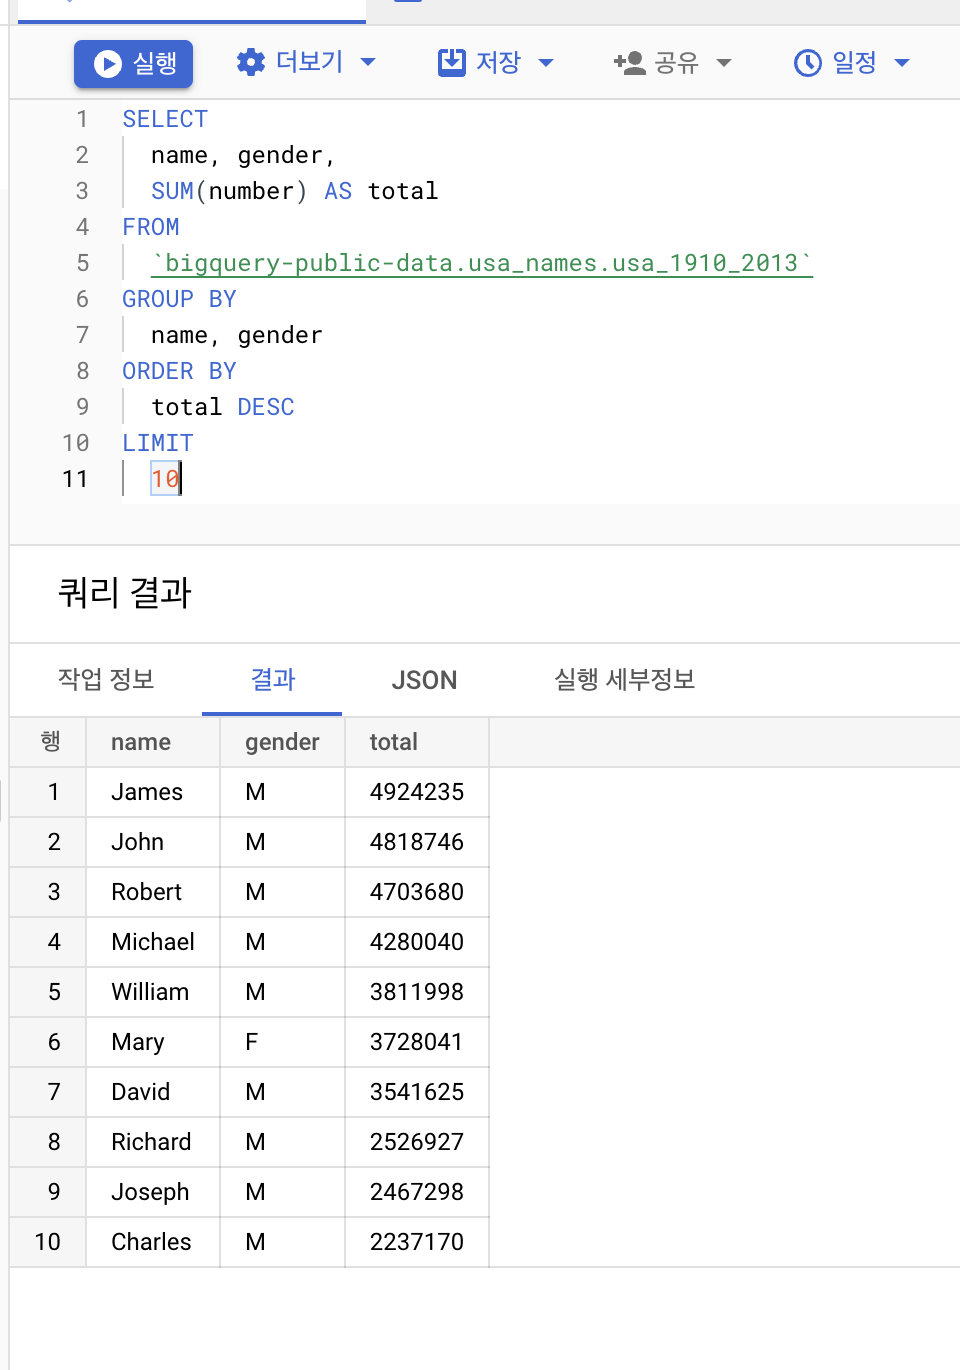 실행 더보기 저장 공유 일정
1 SELECT
2 name, gender,
3 SUM(number) AS total
4 FROM
5 `bigquery-public-data.usa_names.usa_1910_2013`
6 GROUP BY
7 name, gender
8 ORDER BY
9 total DESC
10 LIMIT
11 10
쿼리 결과
작업 정보 결과 JSON 실행 세부정보
행 name gender total
1 James M 4924235
2 John M 4818746
3 Robert M 4703680
4 Michael M 4280040
5 William M 3811998
6 Mary F 3728041
7 David M 3541625
8 Richard M 2526927
9 Joseph M 2467298
10 Charles M 2237170